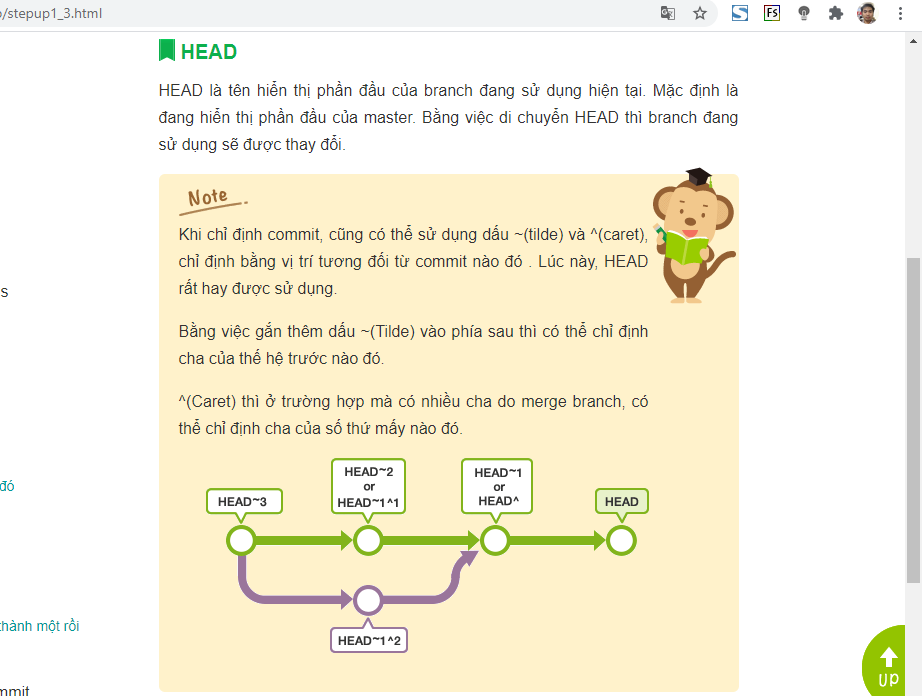 /stepup1_3.html
HEAD
HEAD là tên hiển thị phần đầu của branch đang sử dụng hiện tại. Mặc định là
đang hiển thị phần đầu của master. Bằng việc di chuyển HEAD thì branch đang
sử dụng sẽ được thay đổi.
Note
Khi chỉ định commit, cũng có thể sử dụng dấu ~(tilde) và ^(caret),
chỉ định bằng vị trí tương đối từ commit nào đó . Lúc này, HEAD
rất hay được sử dụng.
s
Bằng việc gắn thêm dấu ~(Tilde) vào phía sau thì có thể chỉ định
cha của thế hệ trước nào đó.
^(Caret) thì ở trường hợp mà có nhiều cha do merge branch, có
thể chỉ định cha của số thứ mấy nào đó.
đó
HEAD~3
HEAD~2
or
HEAD~1^1
HEAD~1
or
HEAD^
HEAD
HEAD~1^2
thành một rồi
mmit
UP
FS